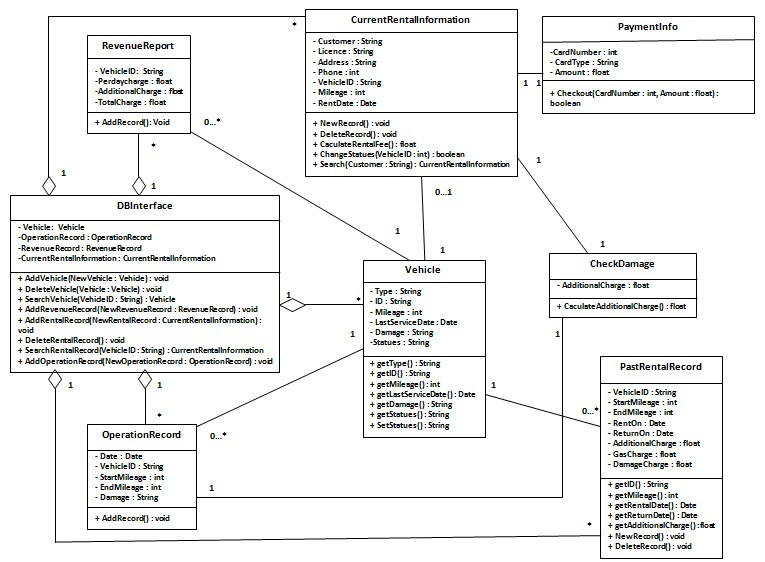 CurrentRentalInformation
- Customer : String
- Licence : String
- Address : String
- Phone : int
- VehicleID : String
- Mileage : int
- RentDate : Date
+ NewRecord() : void
+ DeleteRecord() : void
+ CaculateRentalFee() : float
+ ChangeStatues(VehicleID : int) : boolean
+ Search(Customer : String) : CurrentRentalInformation
PaymentInfo
-CardNumber : int
- CardType : String
- Amount : float
+ Checkout(CardNumber : int, Amount : float) :
boolean
RevenueReport
- VehicleID: String
-Perdaycharge : float
-AdditionalCharge : float
-TotalCharge : float
+ AddRecord() : Void
*
1 1
0...*
*
1
1
1
1
0...1
1
1
1
DBInterface
- Vehicle: Vehicle
-OperationRecord : OperationRecord
-RevenueRecord : RevenueRecord
-CurrentRentalInformation : CurrentRentalInformation
+ AddVehicle(NewVehicle : Vehicle) : void
+ DeleteVehicle(Vehicle : Vehicle) : void
+ SearchVehicle(VehicleID : String) : Vehicle
+ AddRevenueRecord(NewRevenueRecord : RevenueRecord) : void
+ AddRentalRecord(NewRentalRecord : CurrentRentalInformation) :
void
+ DeleteRentalRecord() : void
+ SearchRentalRecord(VehicleID : String) : CurrentRentalInformation
+ AddOperationRecord(NewOperationRecord : OperationRecord) : void
Vehicle
- Type : String
- ID : String
- Mileage : int
- LastServiceDate : Date
- Damage : String
-Statues : String
+ getType() : String
+ getID() : String
+ getMileage() : int
+ getLastServiceDate() : Date
+ getDamage() : String
+ getStatues() : String
+ SetStatues() : String
CheckDamage
- AdditionalCharge : float
+ CaculateAdditionalCharge() : float
1
*
1
1
1
0...*
1
1
*
0...*
1
*
OperationRecord
- Date : Date
- VehicleID : String
- StartMileage : int
- EndMileage : int
- Damage : String
+ AddRecord() : void
PastRentalRecord
- VehicleID : String
- StartMileage : int
- EndMileage : int
- RentOn : Date
- ReturnOn : Date
- AdditionalCharge : float
- GasCharge : float
- DamageCharge : float
+ getID() : String
+ getMileage() : int
+ getRentalDate() : Date
+ getReturnDate() : Date
+ getAdditionalCharge() : float
+ NewRecord() : void
+ DeleteRecord() : void